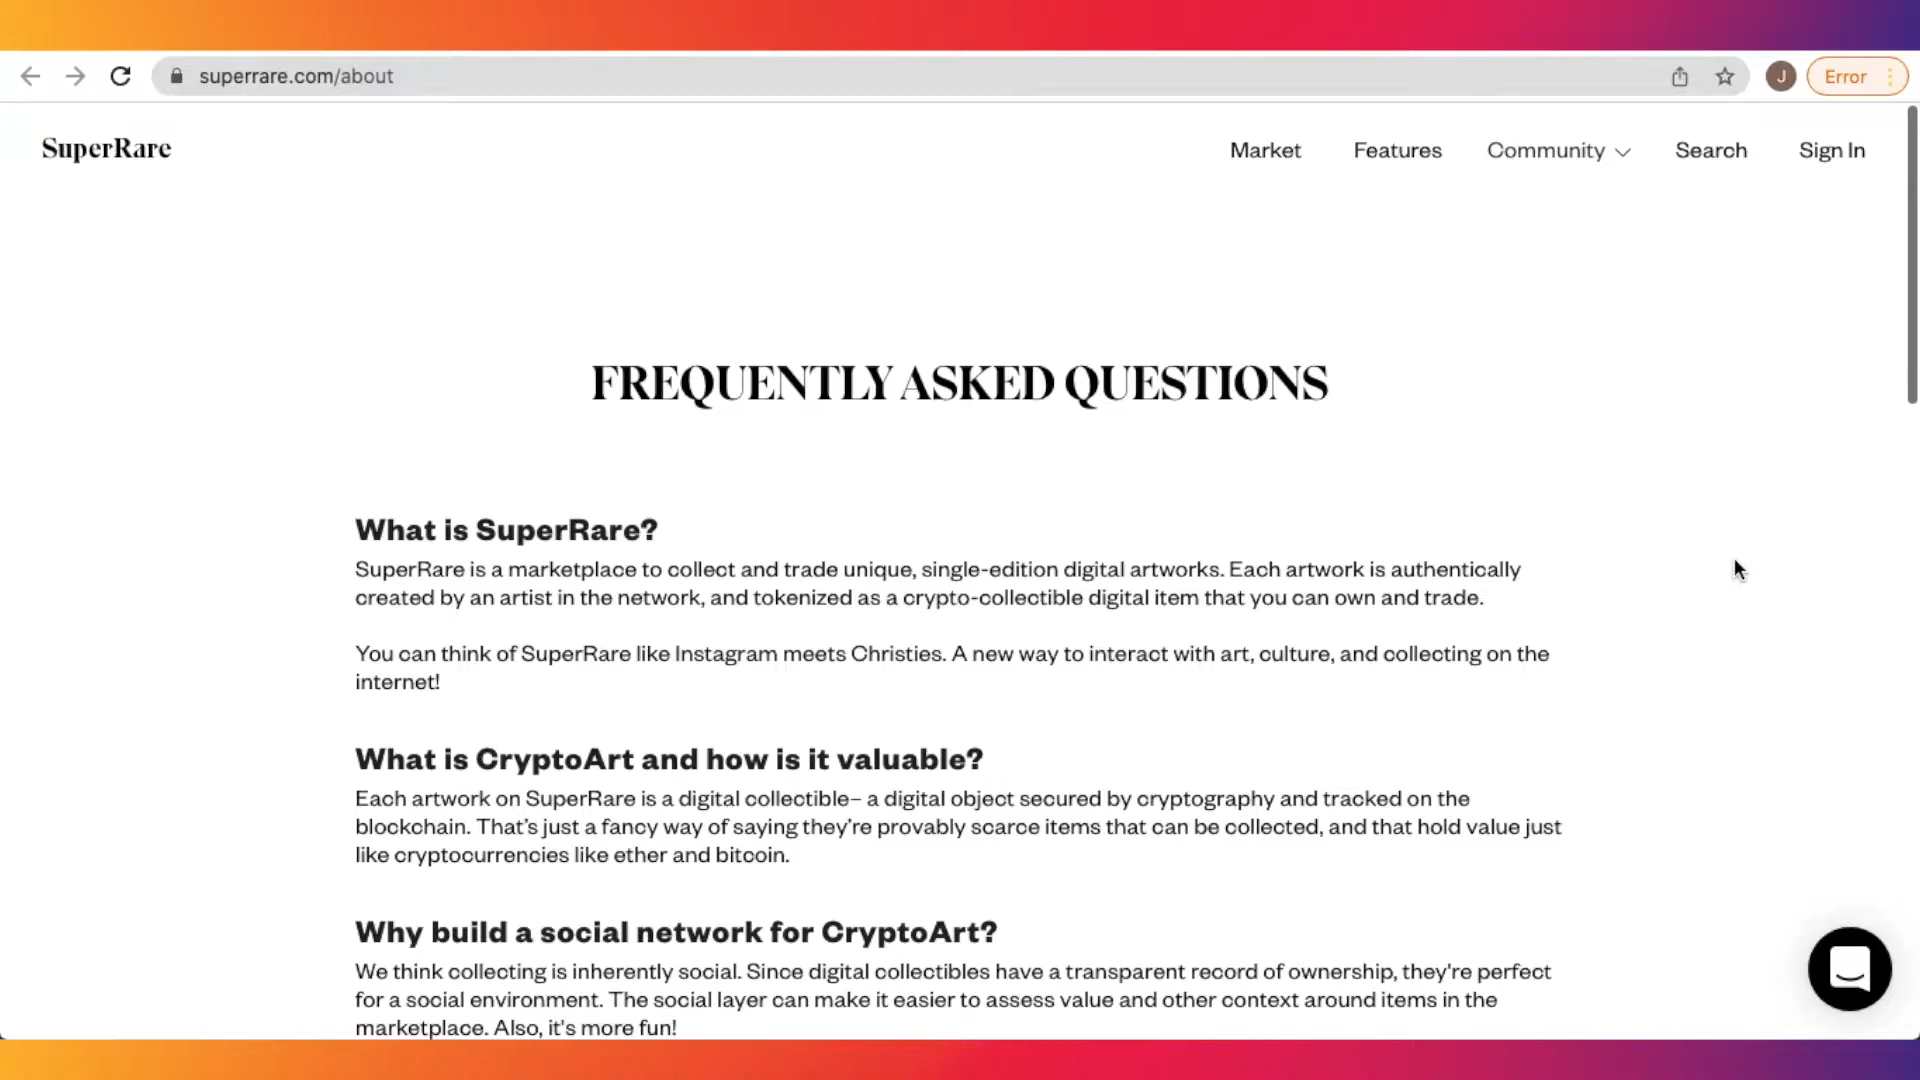 superrare.com/about
J
Error
SuperRare
Market
Features
Community
Search
Sign In
FREQUENTLY ASKED QUESTIONS
What is SuperRare?
SuperRare is a marketplace to collect and trade unique, single-edition digital artworks. Each artwork is authentically
created by an artist in the network, and tokenized as a crypto-collectible digital item that you can own and trade.
You can think of SuperRare like Instagram meets Christies. A new way to interact with art, culture, and collecting on the
internet!
What is CryptoArt and how is it valuable?
Each artwork on SuperRare is a digital collectible– a digital object secured by cryptography and tracked on the
blockchain. That’s just a fancy way of saying they’re provably scarce items that can be collected, and that hold value just
like cryptocurrencies like ether and bitcoin.
Why build a social network for CryptoArt?
We think collecting is inherently social. Since digital collectibles have a transparent record of ownership, they're perfect
for a social environment. The social layer can make it easier to assess value and other context around items in the
marketplace. Also, it's more fun!